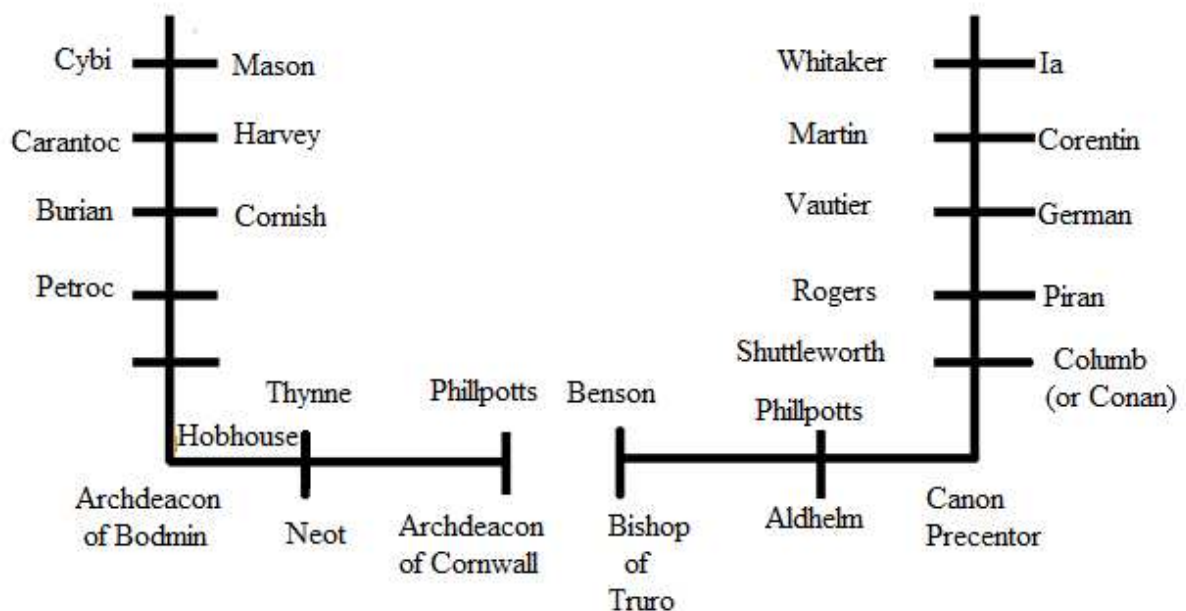 Cybi
Mason
Whitaker
Ia
Carantoc
Harvey
Martin
Corentin
Burian
Cornish
Vautier
German
Petroc
Rogers
Piran
Shuttleworth
Columb
(or Conan)
Thynne
Phillpotts
Benson
Phillpotts
Hobhouse
Archdeacon
of Bodmin
Neot
Archdeacon
of Cornwall
Bishop
of
Truro
Aldhelm
Canon
Precentor